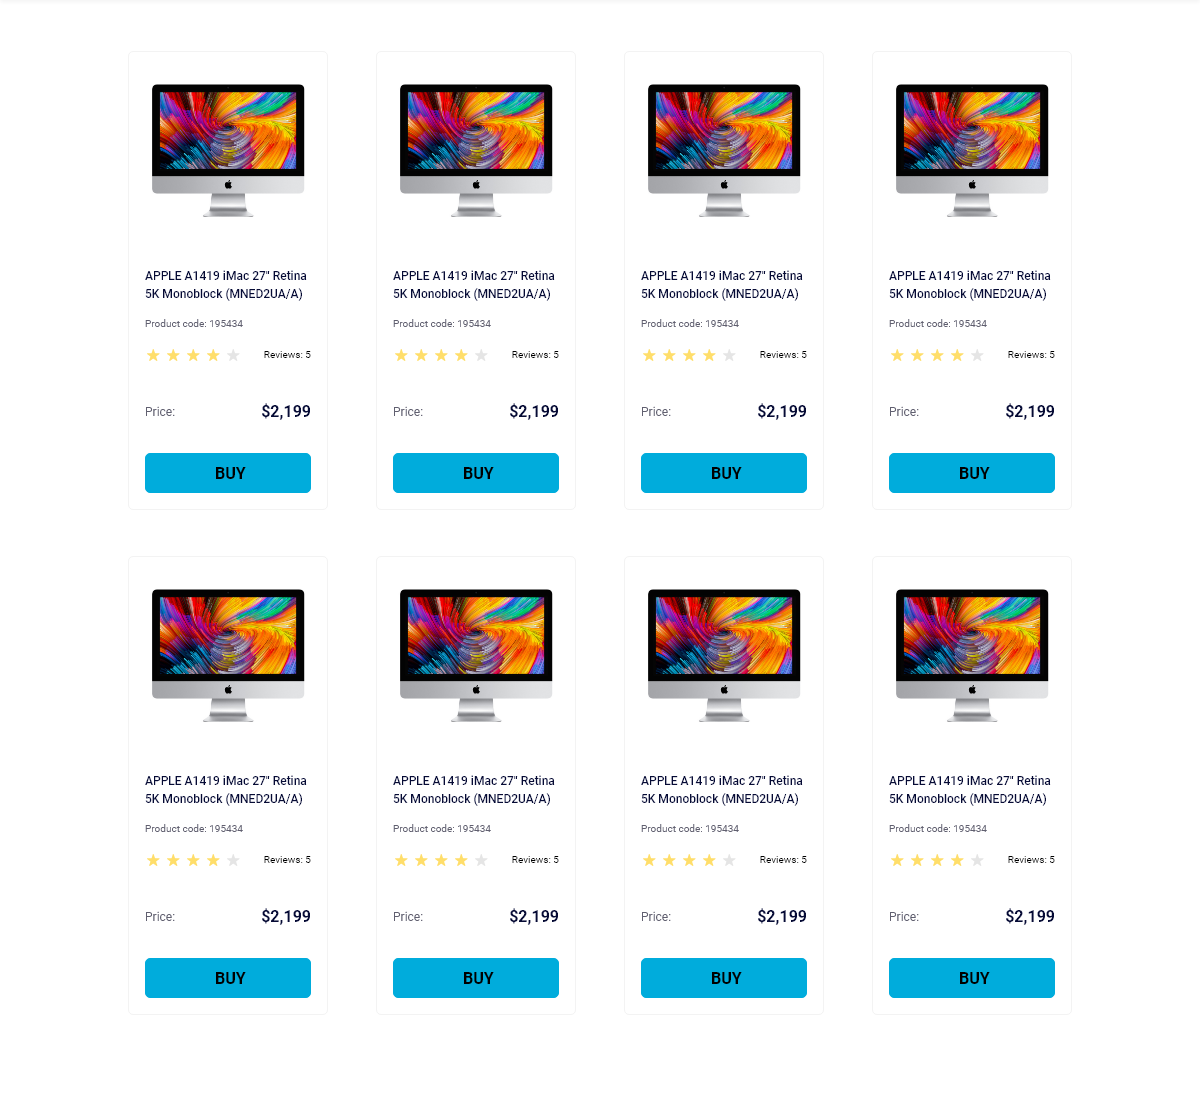 APPLE A1419 iMac 27" Retina
5K Monoblock (MNED2UA/A)
Product code: 195434
Reviews: 5
Price: $2,199
BUY
APPLE A1419 iMac 27" Retina
5K Monoblock (MNED2UA/A)
Product code: 195434
Reviews: 5
Price: $2,199
BUY
APPLE A1419 iMac 27" Retina
5K Monoblock (MNED2UA/A)
Product code: 195434
Reviews: 5
Price: $2,199
BUY
APPLE A1419 iMac 27" Retina
5K Monoblock (MNED2UA/A)
Product code: 195434
Reviews: 5
Price: $2,199
BUY
APPLE A1419 iMac 27" Retina
5K Monoblock (MNED2UA/A)
Product code: 195434
Reviews: 5
Price: $2,199
BUY
APPLE A1419 iMac 27" Retina
5K Monoblock (MNED2UA/A)
Product code: 195434
Reviews: 5
Price: $2,199
BUY
APPLE A1419 iMac 27" Retina
5K Monoblock (MNED2UA/A)
Product code: 195434
Reviews: 5
Price: $2,199
BUY
APPLE A1419 iMac 27" Retina
5K Monoblock (MNED2UA/A)
Product code: 195434
Reviews: 5
Price: $2,199
BUY